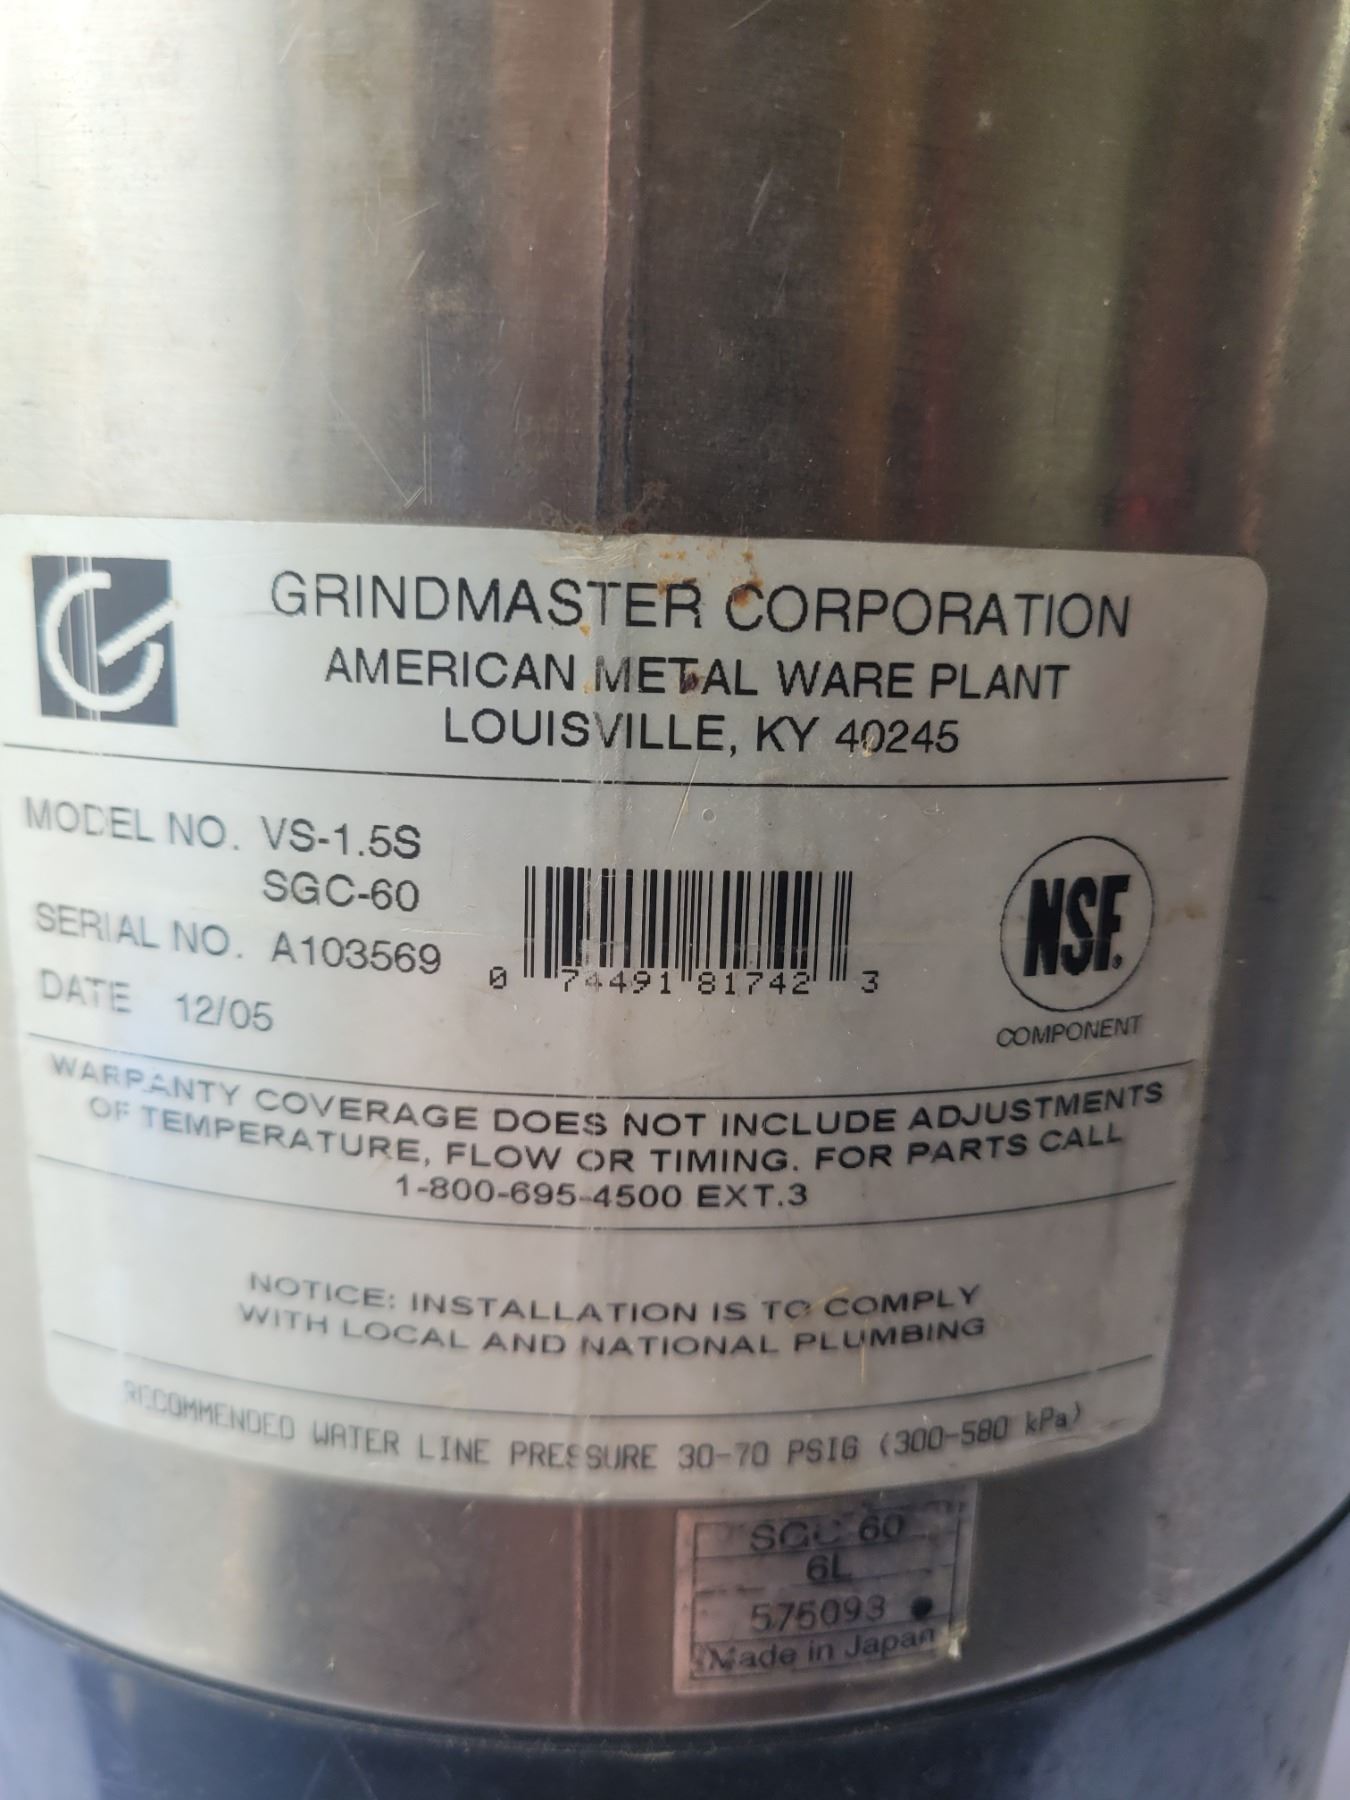 GRINDMASTER CORPORATION
AMERICAN METAL WARE PLANT
LOUISVILLE, KY 40245
MODEL NO. VS-1.5S
SGC-60
SERIAL NO. A103569
DATE 12/05
0 74491 81742 3
NSF.
COMPONENT
WARRANTY COVERAGE DOES NOT INCLUDE ADJUSTMENTS
OF TEMPERATURE, FLOW OR TIMING. FOR PARTS CALL
1-800-695-4500 EXT.3
NOTICE: INSTALLATION IS TO COMPLY
WITH LOCAL AND NATIONAL PLUMBING
RECOMMENDED WATER LINE PRESSURE 30-70 PSIG (300-580 kPa)
SGC 60
6L
575093
Made in Japan